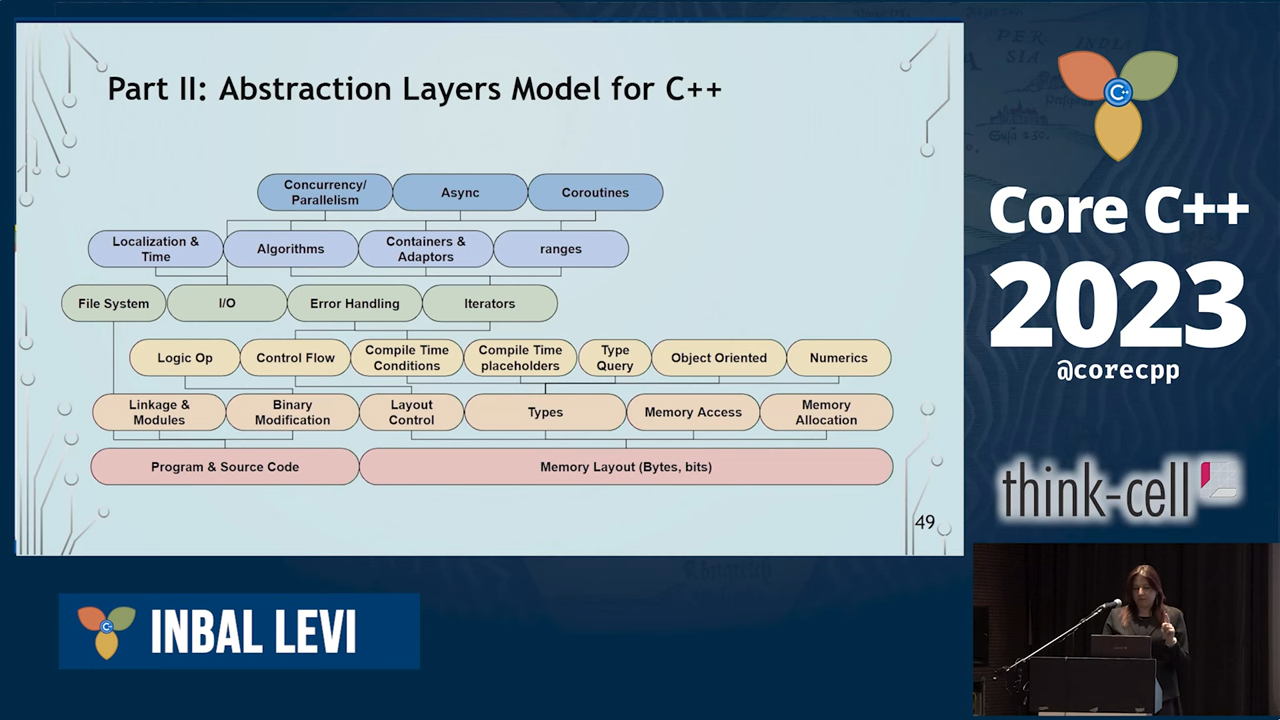 Part II: Abstraction Layers Model for C++
Concurrency/
Parallelism
Async
Coroutines
Localization &
Time
Algorithms
Containers &
Adaptors
ranges
File System
I/O
Error Handling
Iterators
Logic Op
Control Flow
Compile Time
Conditions
Compile Time
placeholders
Type
Query
Object Oriented
Numerics
Linkage &
Modules
Binary
Modification
Layout
Control
Types
Memory Access
Memory
Allocation
Program & Source Code
Memory Layout (Bytes, bits)
49
C++
Core C++
2023
@corecpp
think-cell
C++
INBAL LEVI
PER
SIA
INDIA